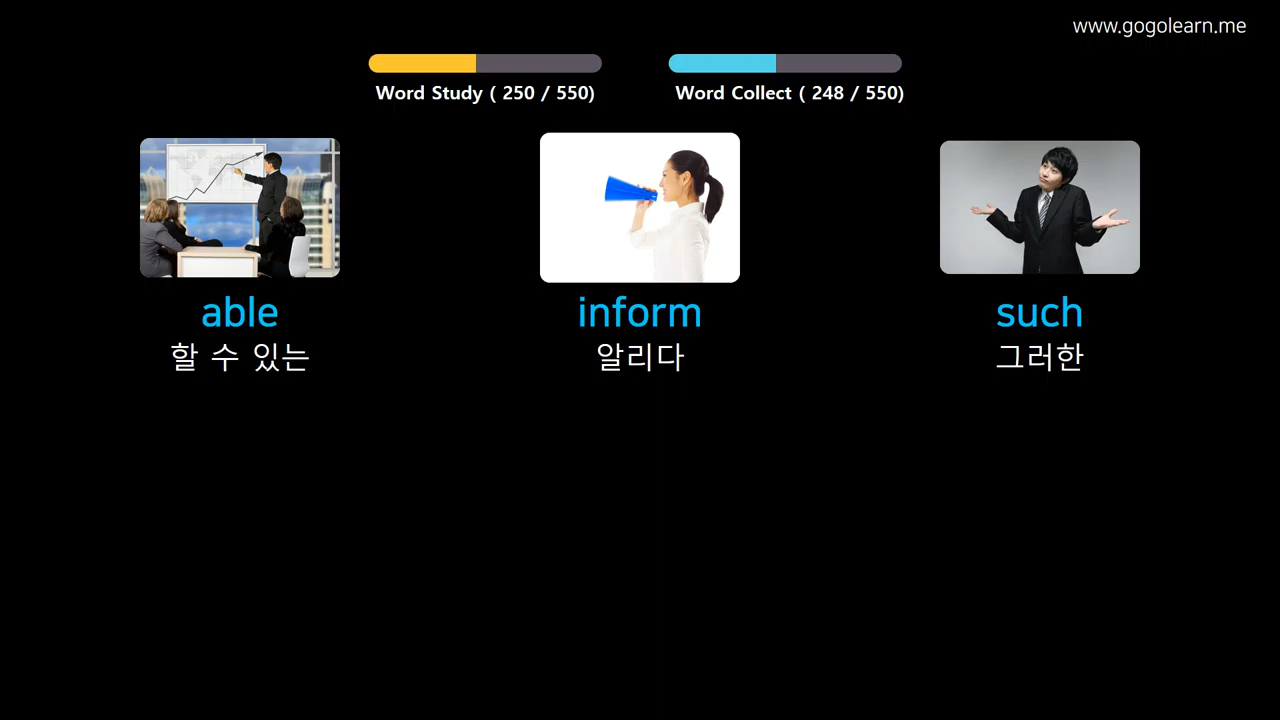 www.gogolearn.me
Word Study ( 250 / 550)
Word Collect ( 248 / 550)
able
할 수 있는
inform
알리다
such
그러한